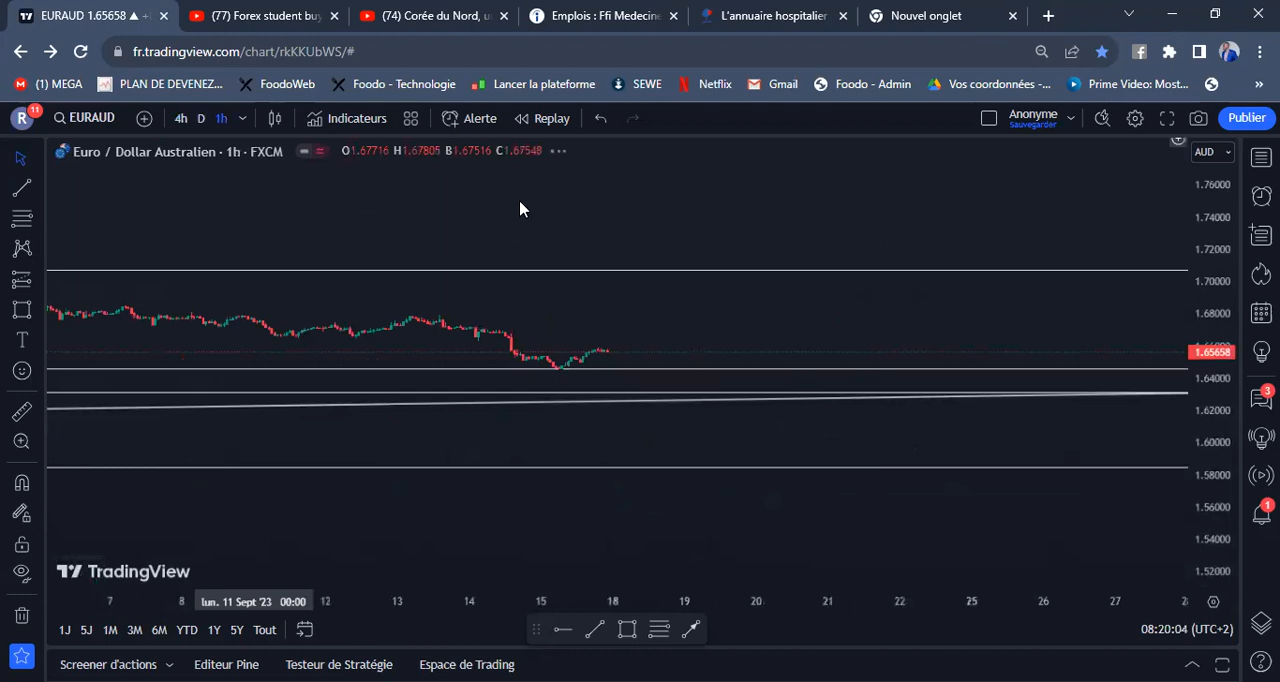 EURAUD 1.65658 ▲ +
(77) Forex student bu
(74) Corée du Nord, u
Emplois : Ffi Medecine
L'annuaire hospitalier
Nouvel onglet
fr.tradingview.com/chart/rkKKUbWS/#
(1) MEGA
PLAN DE DEVENEZ...
FoodoWeb
Foodo - Technologie
Lancer la plateforme
SEWE
Netflix
Gmail
Foodo - Admin
Vos coordonnées -...
Prime Video: Most...
»
R
11
EURAUD
4h D 1h
Indicateurs
Alerte
Replay
Anonyme
Sauvegarder
Publier
Euro / Dollar Australien · 1h · FXCM
O1.67716 H1.67805 B1.67516 C1.67548
AUD
1.76000
1.74000
1.72000
1.70000
1.68000
1.65658
1.64000
1.62000
1.60000
1.58000
1.56000
1.54000
1.52000
3
1
TradingView
7 8 lun. 11 Sept '23 00:00 12 13 14 15 18 19 20 21 22 25 26 27
1J 5J 1M 3M 6M YTD 1Y 5Y Tout
08:20:04 (UTC+2)
Screener d'actions
Editeur Pine
Testeur de Stratégie
Espace de Trading